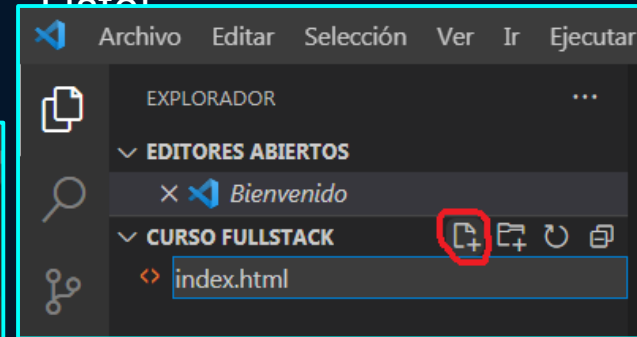 Archivo Editar Selección Ver Ir Ejecutar
EXPLORADOR
EDITORES ABIERTOS
Bienvenido
CURSO FULLSTACK
index.html